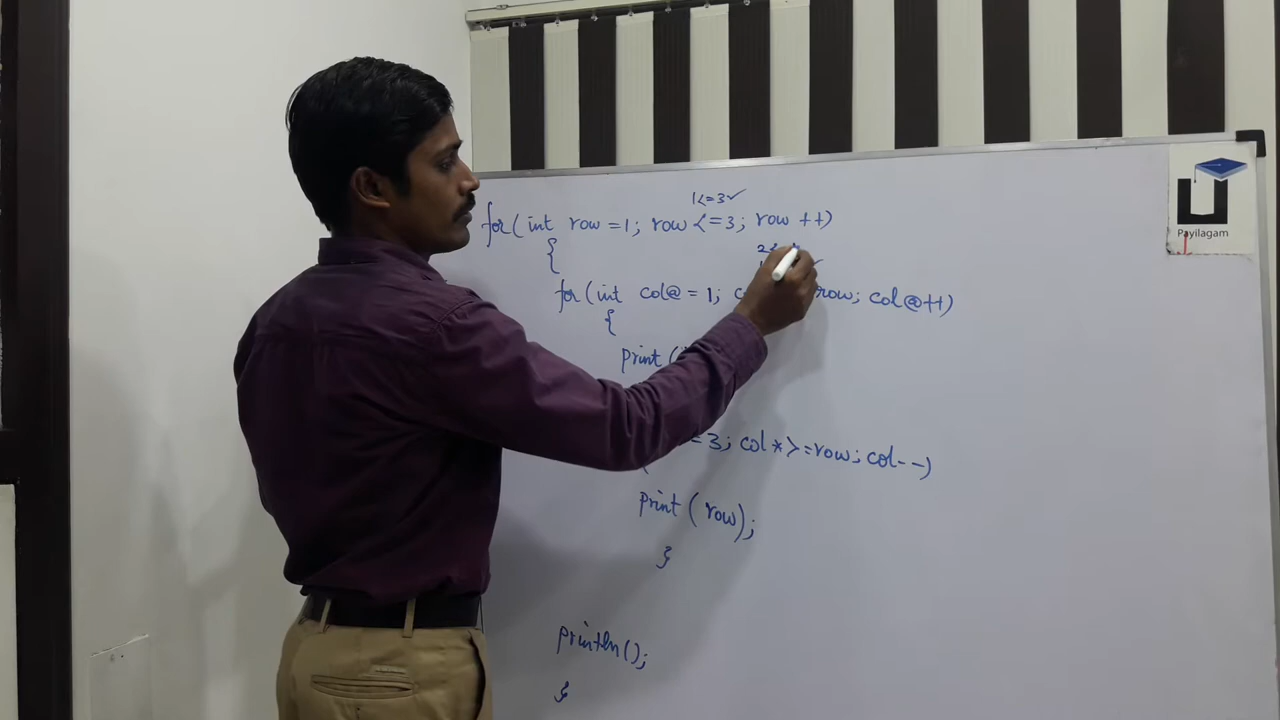 1<=3✓
for(int row=1; row<=3; row++)
{
2<
for(int col@=1; row; col@++)
{
print(
=3; col*>=row; col--)
print(row);
}
println();
}
Payilagam